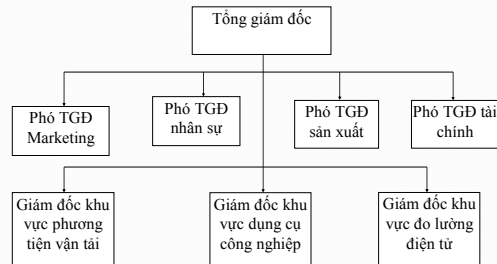 Tổng giám đốc
Phó TGĐ
Marketing
Phó TGĐ
nhân sự
Phó TGĐ
sản xuất
Phó TGĐ tài
chính
Giám đốc khu
vực phương
tiện vận tải
Giám đốc khu
vực dụng cụ
công nghiệp
Giám đốc khu
vực đo lường
điện tử